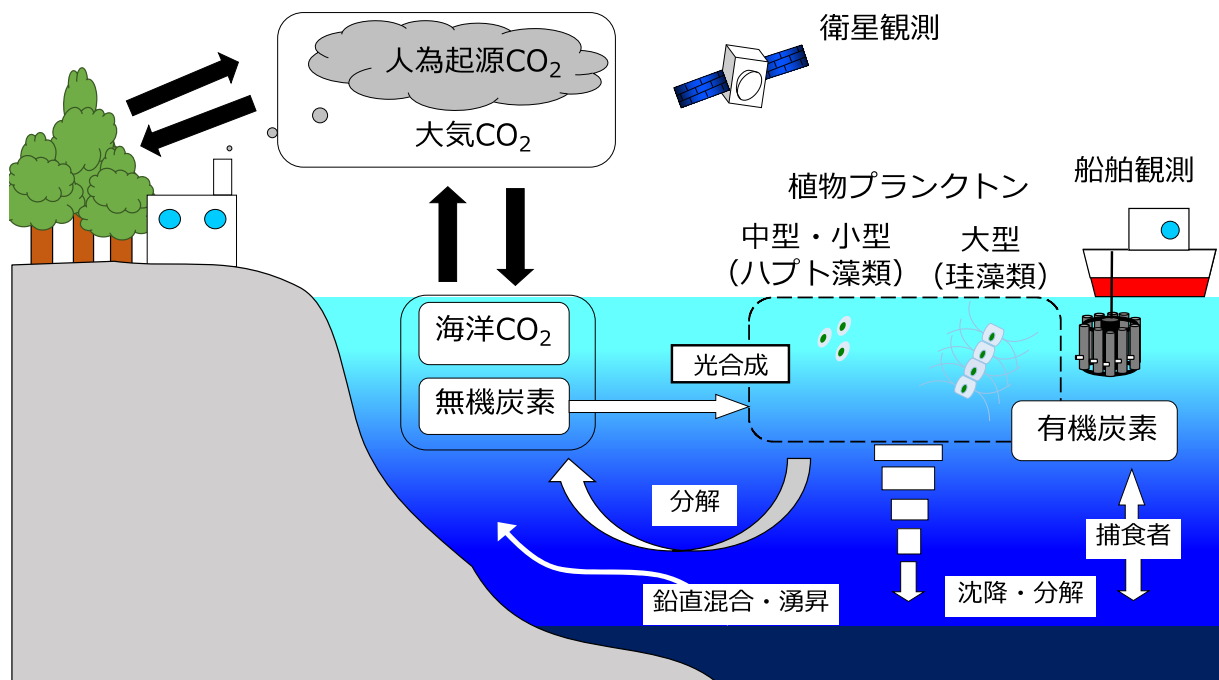 衛星観測
人為起源CO₂
大気CO₂
船舶観測
植物プランクトン
中型・小型
（ハプト藻類）
大型
（珪藻類）
海洋CO₂
光合成
無機炭素
有機炭素
分解
捕食者
鉛直混合・湧昇
沈降・分解